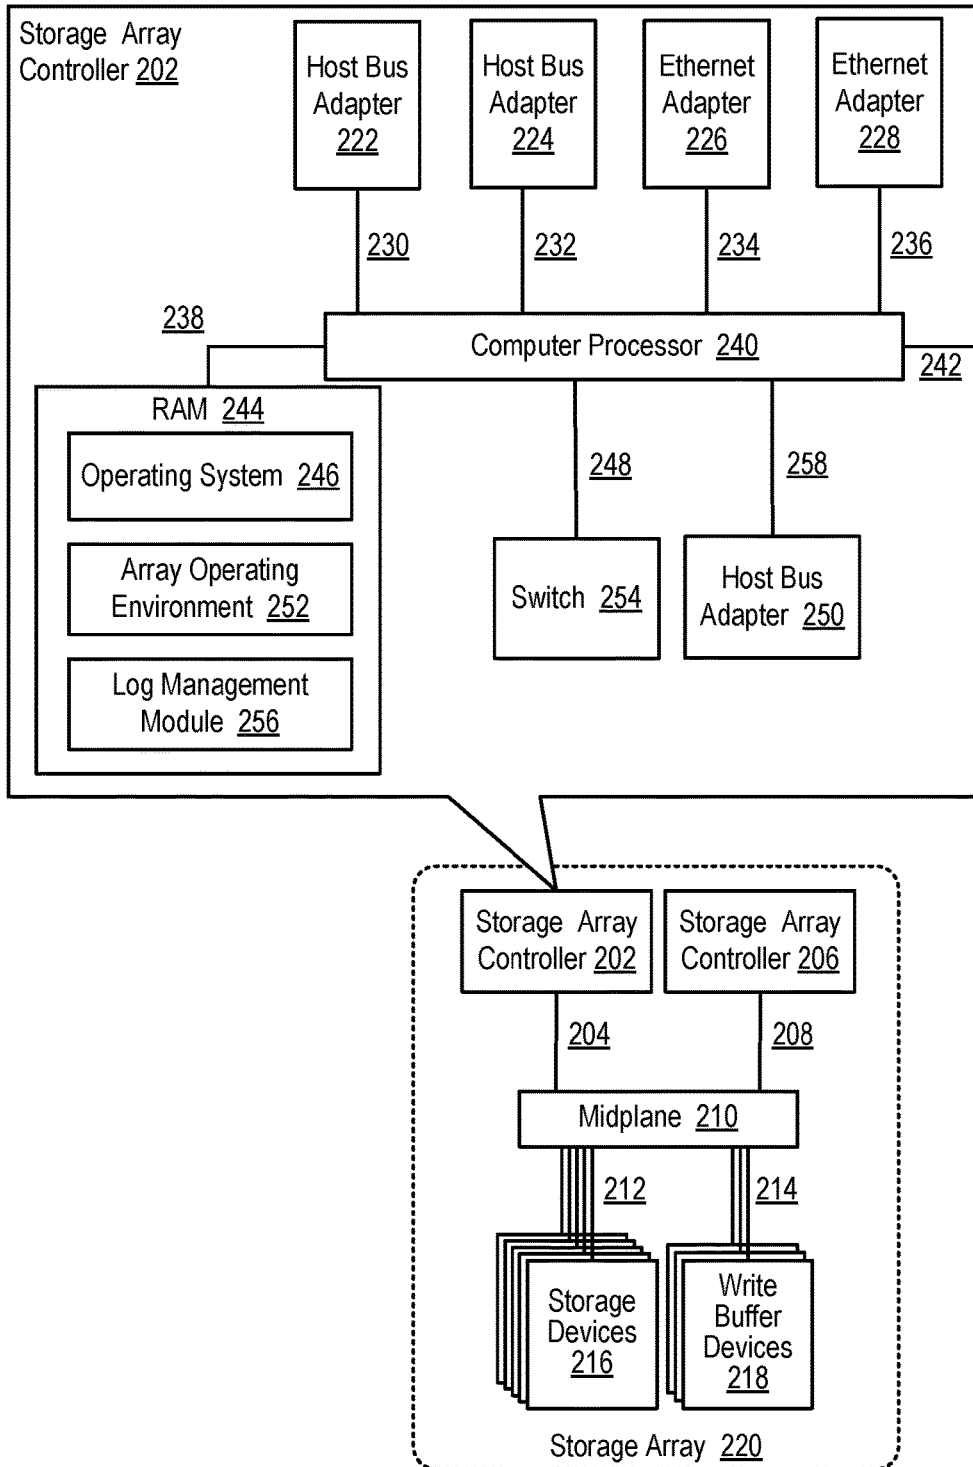 Storage Array
Controller 202
Host Bus
Adapter
222
Host Bus
Adapter
224
Ethernet
Adapter
226
Ethernet
Adapter
228
230
232
234
236
238
Computer Processor 240
242
RAM 244
Operating System 246
Array Operating
Environment 252
Log Management
Module 256
248
258
Switch 254
Host Bus
Adapter 250
Storage Array
Controller 202
Storage Array
Controller 206
204
208
Midplane 210
212
214
Storage
Devices
216
Write
Buffer
Devices
218
Storage Array 220